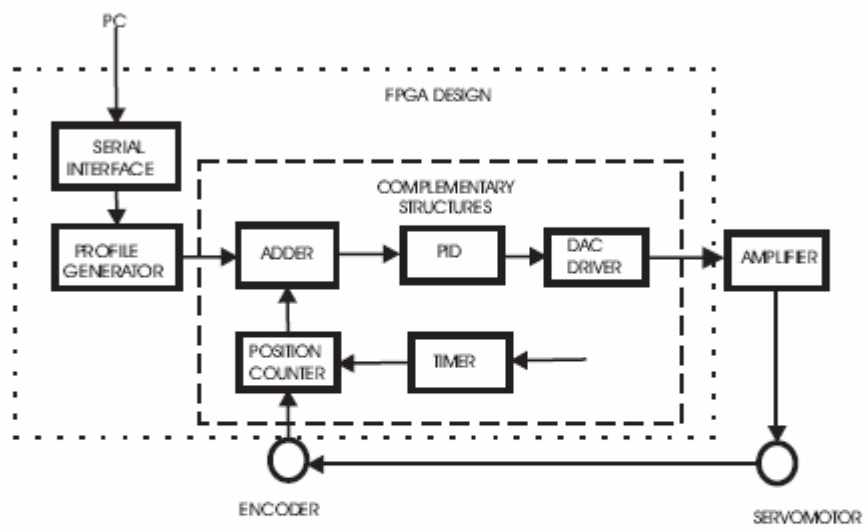 PC
FPGA DESIGN
SERIAL
INTERFACE
COMPLEMENTARY
STRUCTURES
PROFILE
GENERATOR
ADDER
PID
DAC
DRIVER
AMPLIFIER
POSITION
COUNTER
TIMER
ENCODER
SERVOMOTOR